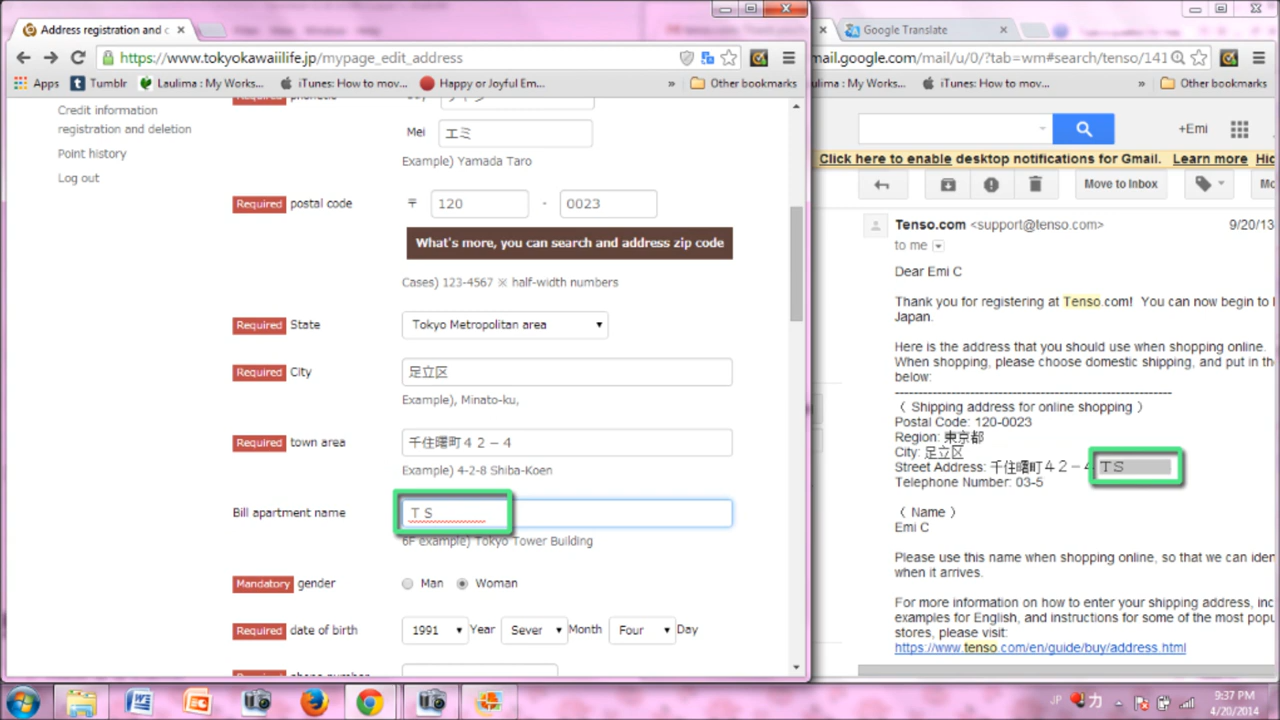 Address registration and c
Google Translate
https://www.tokyokawaiilife.jp/mypage_edit_address
mail.google.com/mail/u/0/?tab=wm#search/tenso/141
Apps
Tumblr
Laulima : My Works...
iTunes: How to mov...
Happy or Joyful Em...
»
Other bookmarks
My Works...
iTunes: How to mov...
»
Other bookmarks
Credit information
registration and deletion
Point history
Log out
Required phonetic
Mei エミ
Example) Yamada Taro
Required postal code 〒 120 - 0023
What's more, you can search and address zip code
Cases) 123-4567 ※ half-width numbers
Required State Tokyo Metropolitan area
Required City 足立区
Example), Minato-ku,
Required town area 千住曙町４２－４
Example) 4-2-8 Shiba-Koen
Bill apartment name ＴＳ
6F example) Tokyo Tower Building
Mandatory gender Man Woman
Required date of birth 1991 Year Sever Month Four Day
Required phone number
+Emi
Click here to enable desktop notifications for Gmail. Learn more Hid
Move to Inbox
Mo
Tenso.com <support@tenso.com> 9/20/13
to me
Dear Emi C
Thank you for registering at Tenso.com! You can now begin to
Japan.
Here is the address that you should use when shopping online.
When shopping, please choose domestic shipping, and put in the
below:
（ Shipping address for online shopping ）
Postal Code: 120-0023
Region: 東京都
City: 足立区
Street Address: 千住曙町４２－４ ＴＳ
Telephone Number: 03-5
（ Name ）
Emi C
Please use this name when shopping online, so that we can iden
when it arrives.
For more information on how to enter your shipping address, inc
examples for English, and instructions for some of the most popu
stores, please visit:
https://www.tenso.com/en/guide/buy/address.html
JP
9:37 PM
4/20/2014